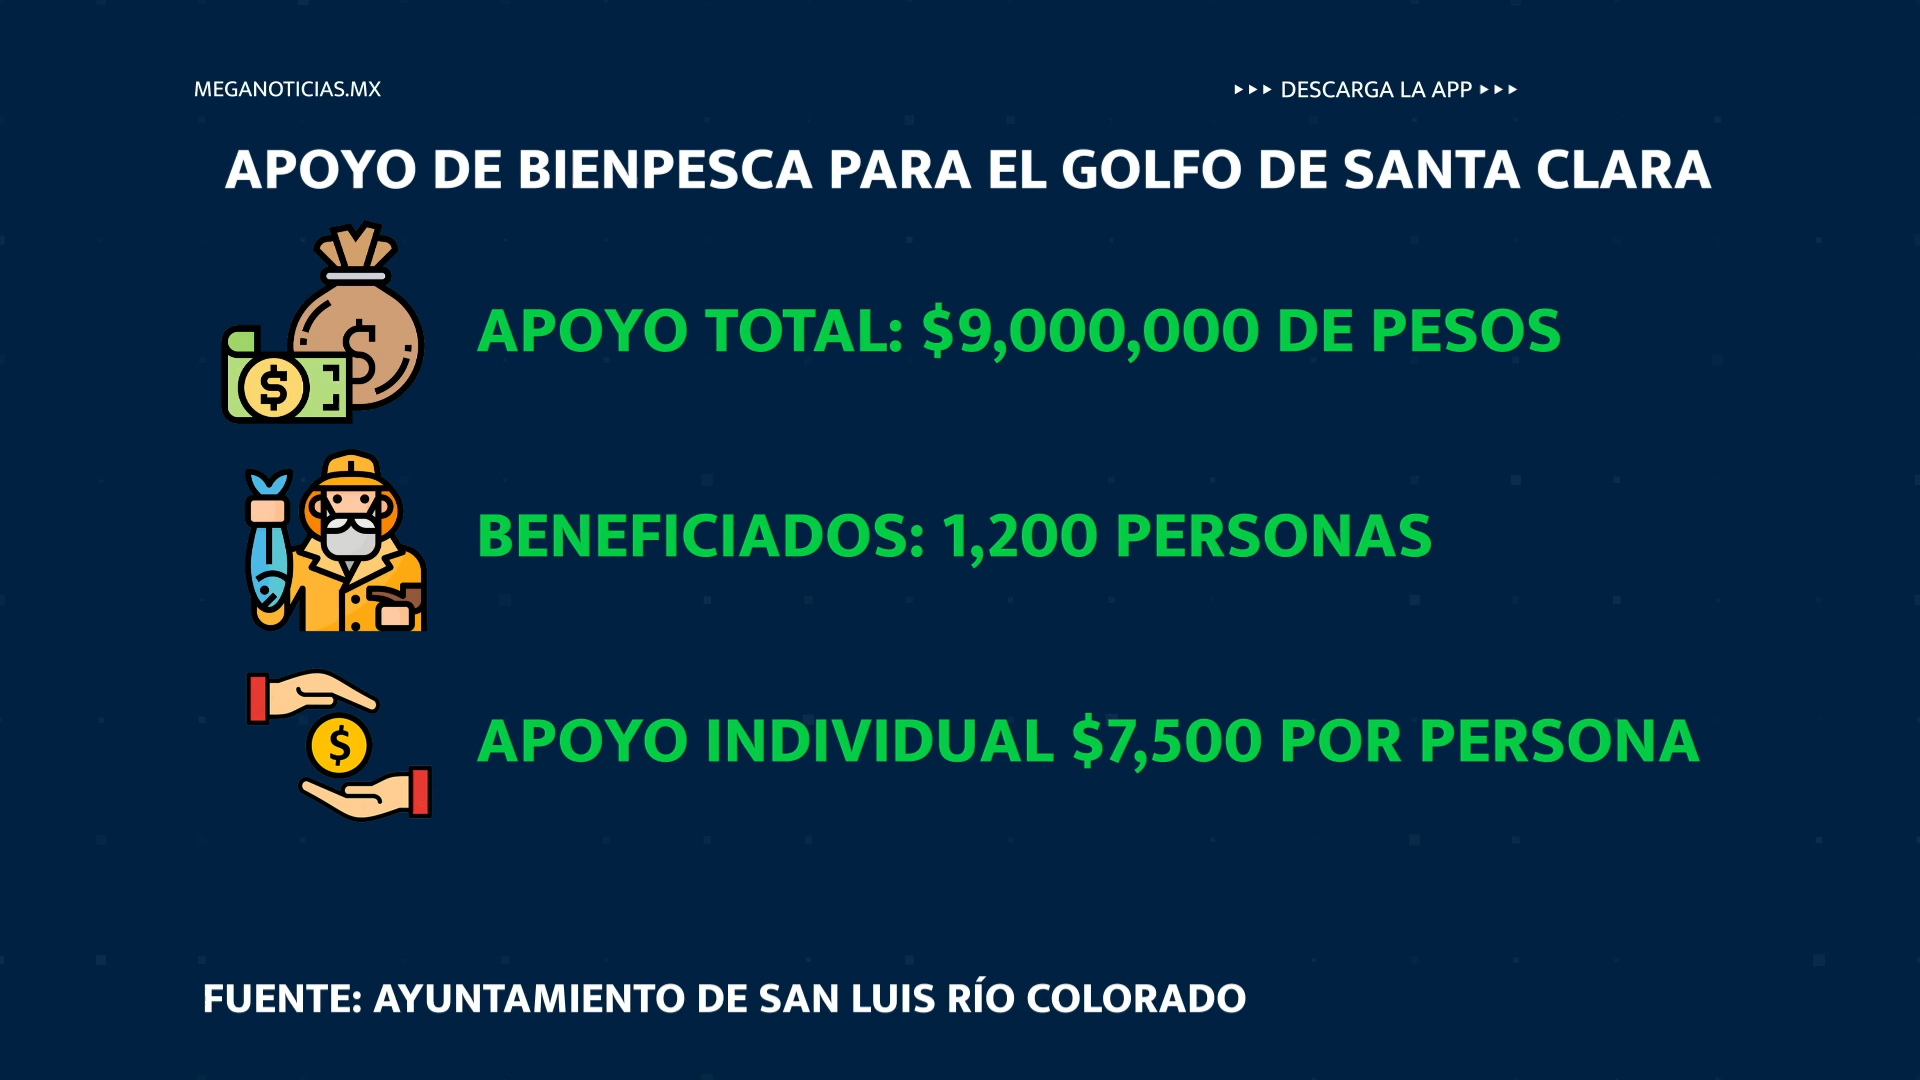 MEGANOTICIAS.MX
DESCARGA LA APP
APOYO DE BIENPESCA PARA EL GOLFO DE SANTA CLARA
APOYO TOTAL: $9,000,000 DE PESOS
BENEFICIADOS: 1,200 PERSONAS
APOYO INDIVIDUAL $7,500 POR PERSONA
FUENTE: AYUNTAMIENTO DE SAN LUIS RÍO COLORADO